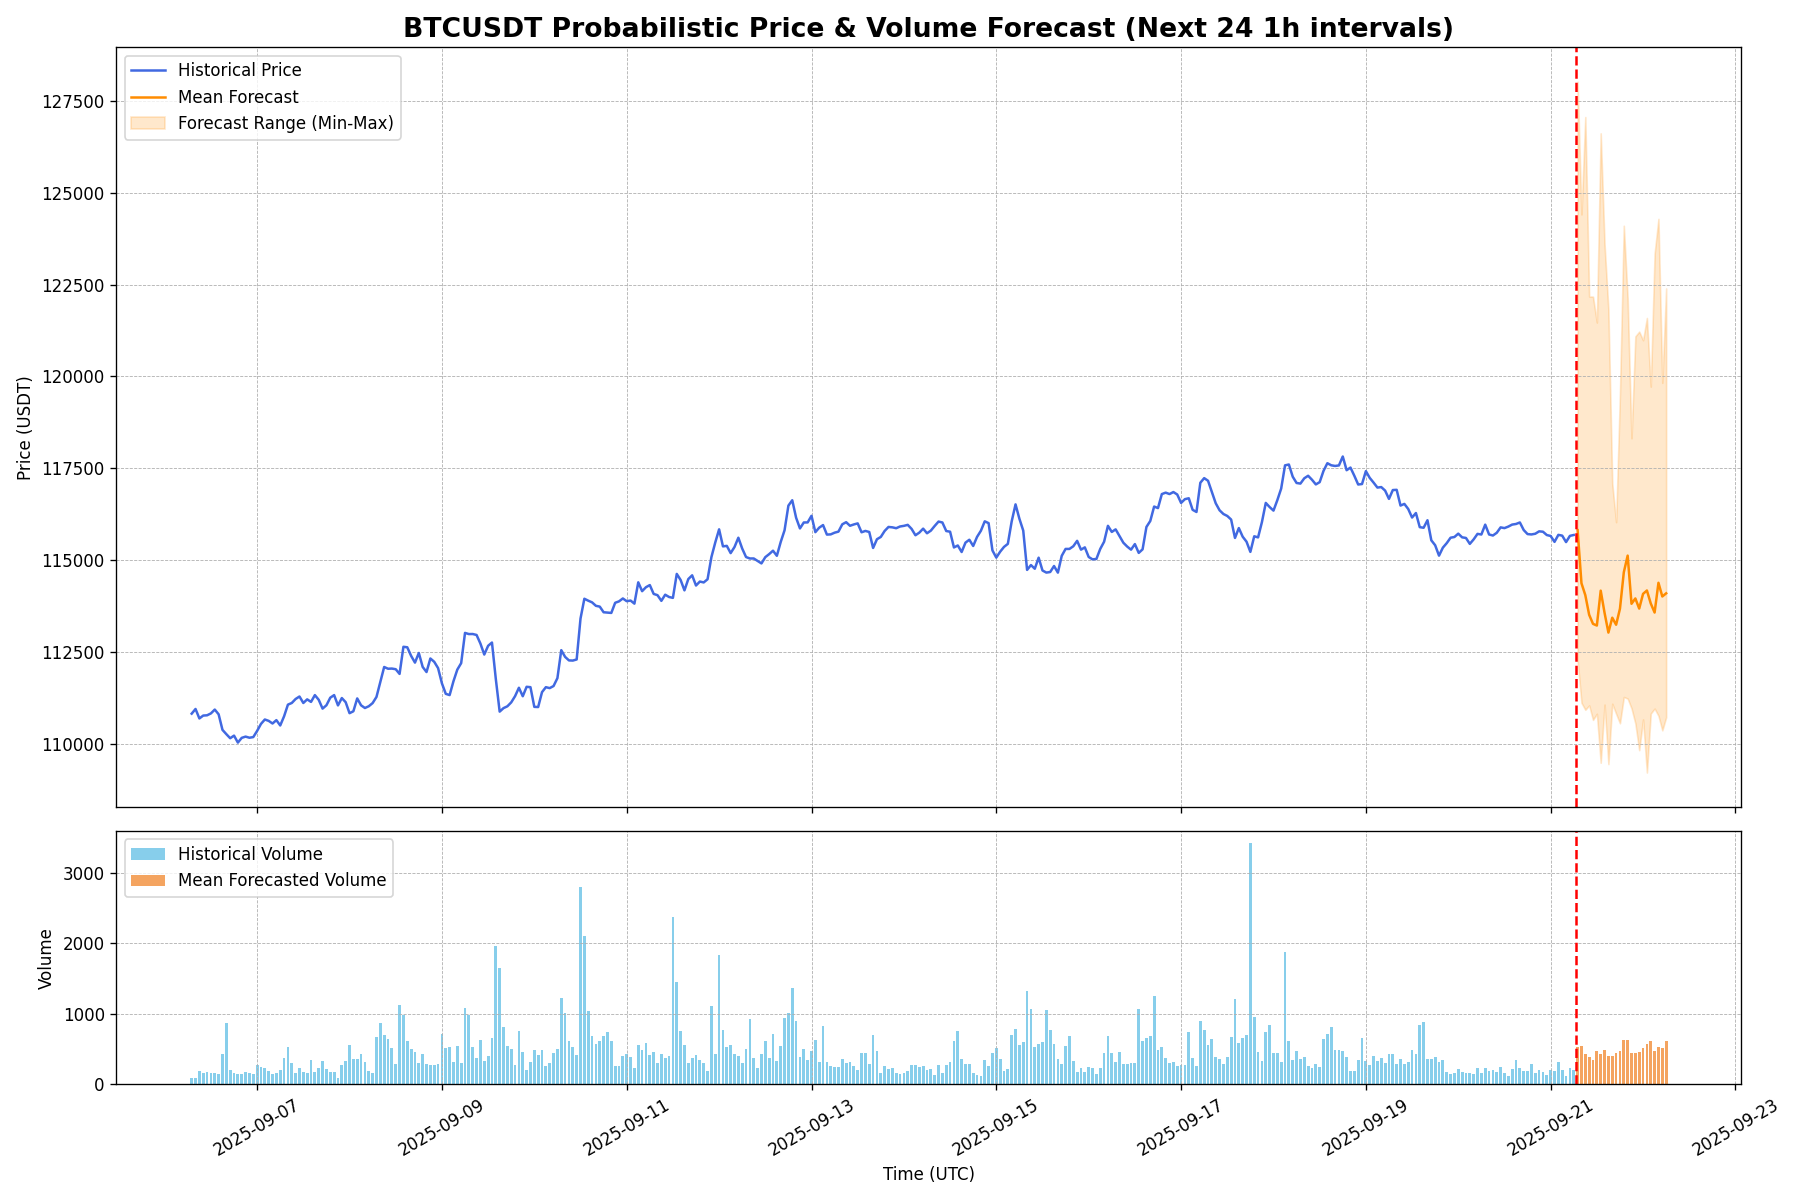 BTCUSDT Probabilistic Price & Volume Forecast (Next 24 1h intervals)
Historical Price
Mean Forecast
Forecast Range (Min-Max)
127500
125000
122500
120000
117500
115000
112500
110000
Price (USDT)
Historical Volume
Mean Forecasted Volume
3000
2000
1000
0
Volume
2025-09-07
2025-09-09
2025-09-11
2025-09-13
2025-09-15
2025-09-17
2025-09-19
2025-09-21
2025-09-23
Time (UTC)